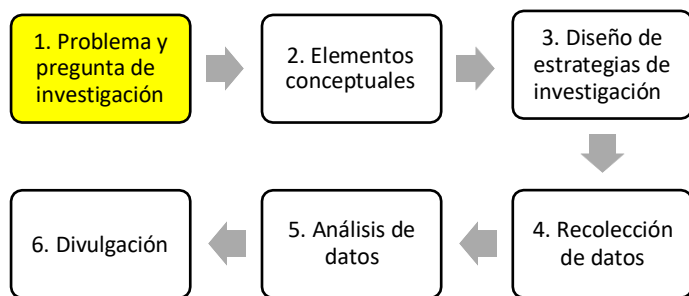 1. Problema y
pregunta de
investigación
2. Elementos
conceptuales
3. Diseño de
estrategias de
investigación
4. Recolección
de datos
5. Análisis de
datos
6. Divulgación